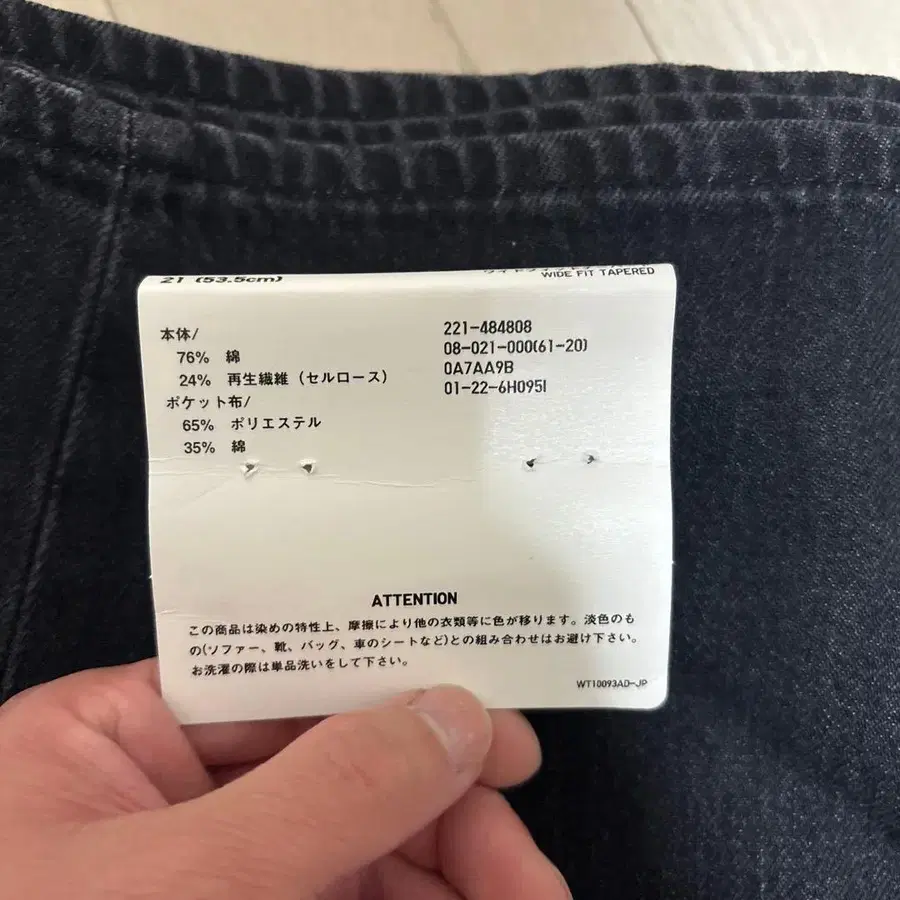 21 (53.5cm)
WIDE FIT TAPERED
本体/
76% 綿
24% 再生繊維（セルロース）
ポケット布/
65% ポリエステル
35% 綿
221-484808
08-021-000(61-20)
0A7AA9B
01-22-6H095I
ATTENTION
この商品は染めの特性上、摩擦により他の衣類等に色が移ります。淡色のも
の(ソファー、靴、バッグ、車のシートなど)との組み合わせはお避け下さい。
お洗濯の際は単品洗いをして下さい。
WT10093AD-JP